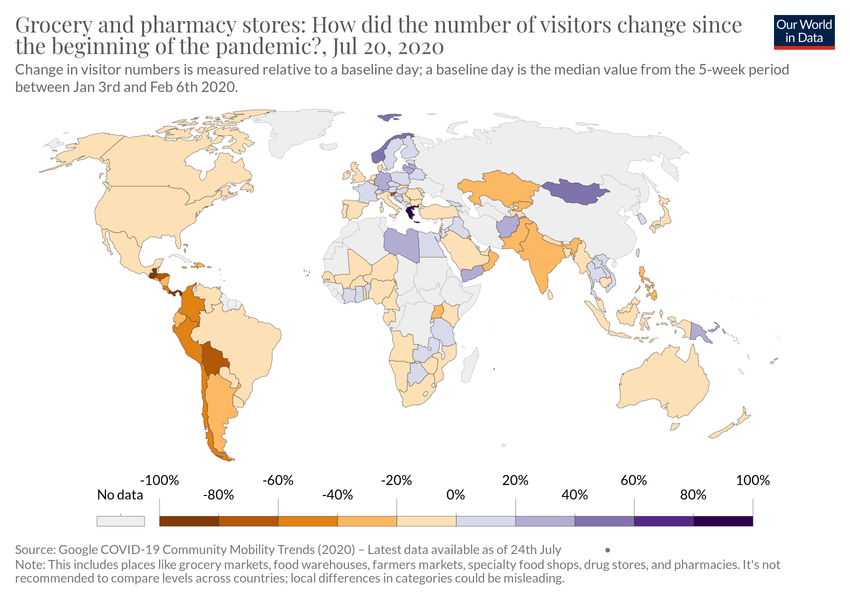 Grocery and pharmacy stores: How did the number of visitors change since
the beginning of the pandemic?, Jul 20, 2020
Our World
in Data
Change in visitor numbers is measured relative to a baseline day; a baseline day is the median value from the 5-week period
between Jan 3rd and Feb 6th 2020.
-100% -60% -20% 20% 60% 100%
No data -80% -40% 0% 40% 80%
Source: Google COVID-19 Community Mobility Trends (2020) – Latest data available as of 24th July
Note: This includes places like grocery markets, food warehouses, farmers markets, specialty food shops, drug stores, and pharmacies. It's not
recommended to compare levels across countries; local differences in categories could be misleading.